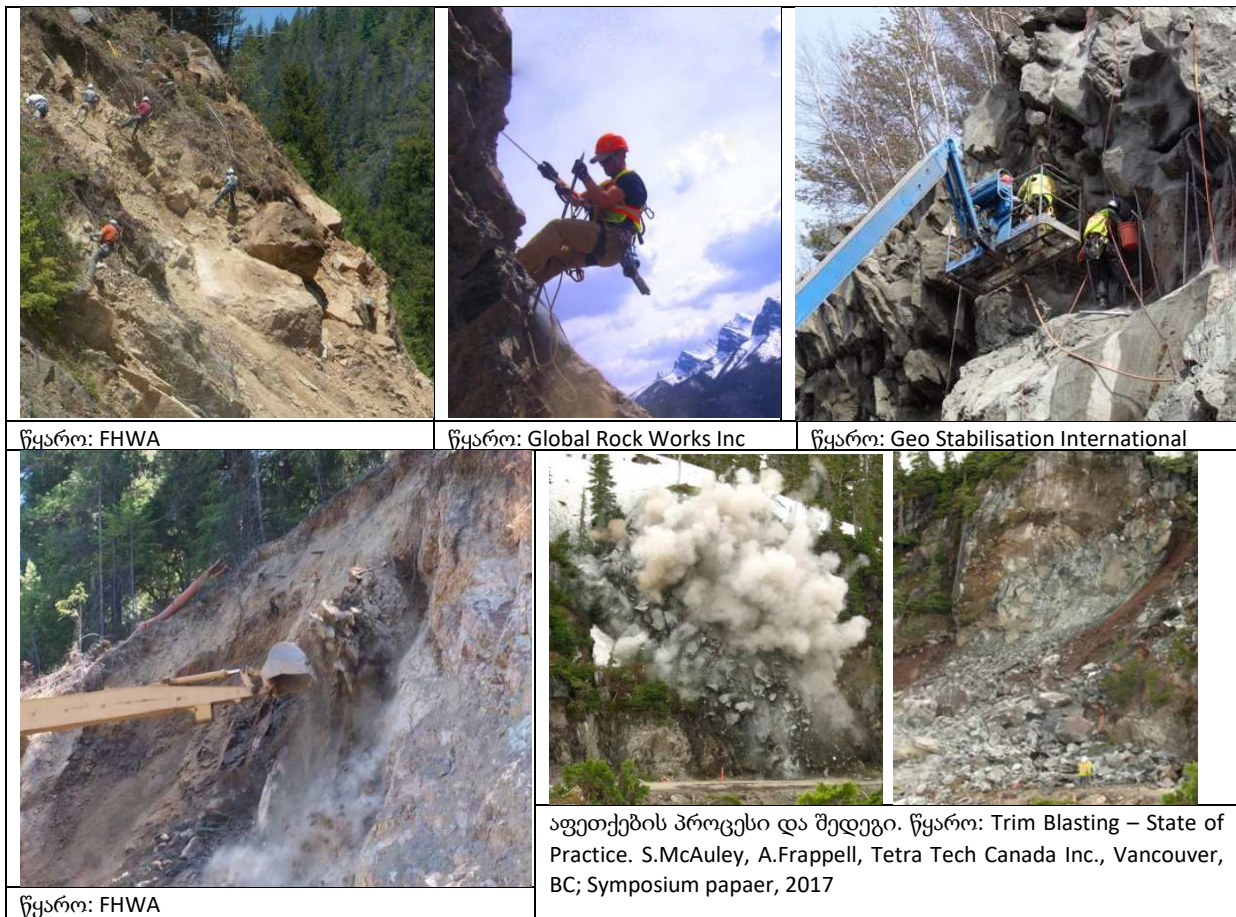 წყარო: FHWA
წყარო: Global Rock Works Inc
წყარო: Geo Stabilisation International
აფეთქების პროცესი და შედეგი. წყარო: Trim Blasting – State of
Practice. S.McAuley, A.Frappell, Tetra Tech Canada Inc., Vancouver,
BC; Symposium papaer, 2017
წყარო: FHWA